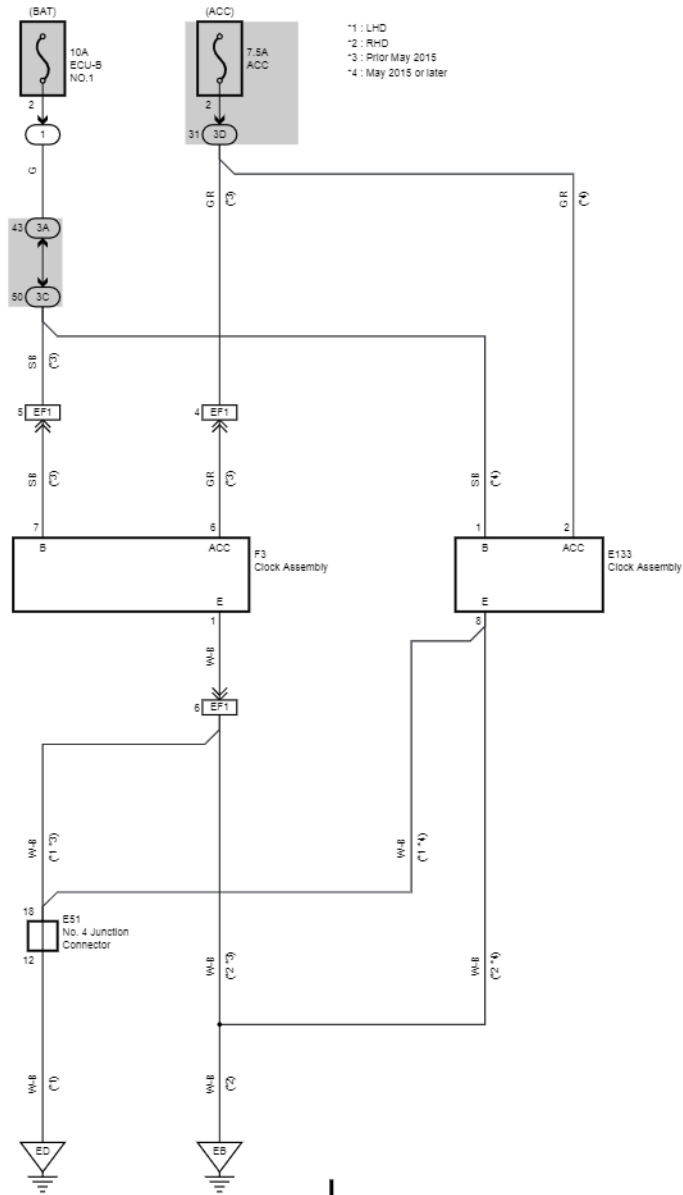 (BAT)
(ACC)
*1 : LHD
*2 : RHD
*3 : Prior May 2015
*4 : May 2015 or later
10A
ECU-B
NO.1
7.5A
ACC
2
2
1
31 3D
G
GR
(*3)
GR
(*4)
43 3A
50 3C
SB
(*3)
5 EF1
4 EF1
SB
(*3)
GR
(*3)
SB
(*4)
7
6
1
2
B
ACC
B
ACC
F3
Clock Assembly
E133
Clock Assembly
E
E
1
8
W-B
6 EF1
W-B
(*1 *3)
W-B
(*1 *4)
18
E51
No. 4 Junction
Connector
12
W-B
(*2 *3)
W-B
(*2 *4)
W-B
(*1)
W-B
(*2)
ED
EB